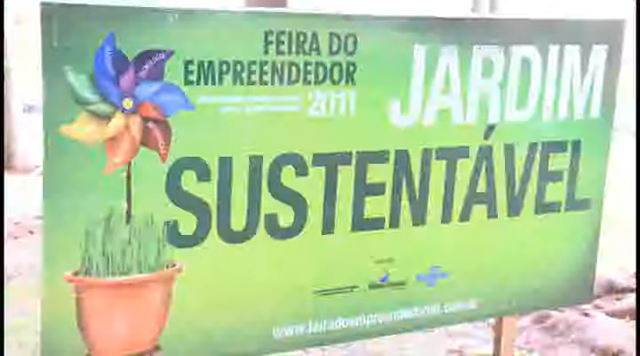 FEIRA DO
EMPREENDEDOR
2011
JARDIM
SUSTENTÁVEL